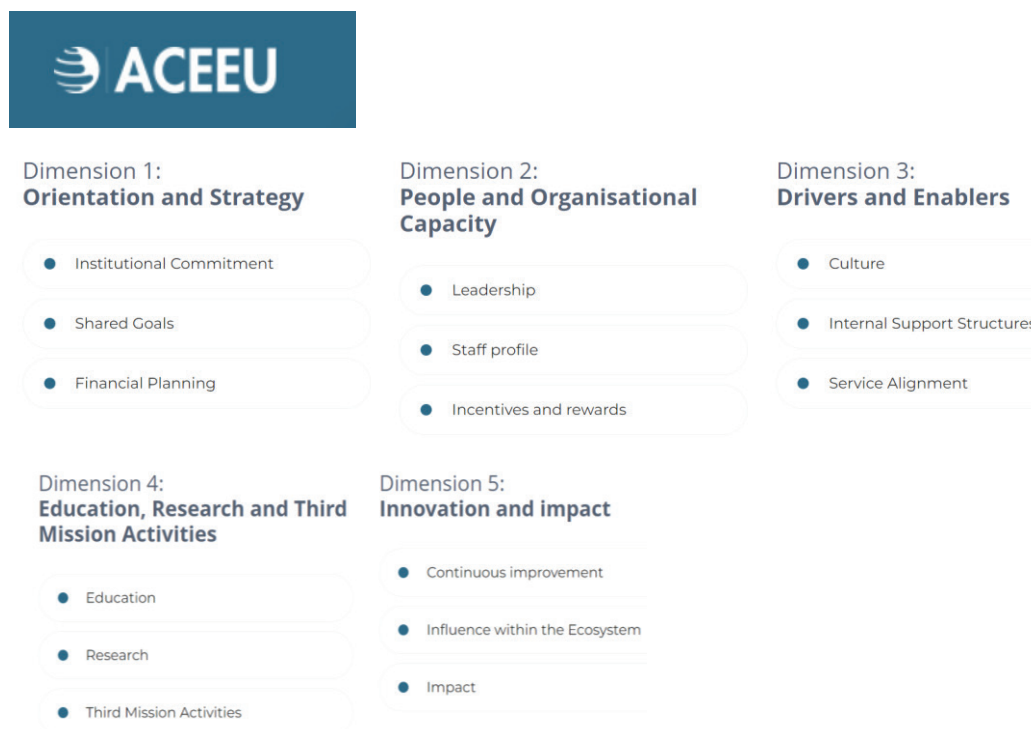 ACEEU
Dimension 1:
Orientation and Strategy
Institutional Commitment
Shared Goals
Financial Planning
Dimension 2:
People and Organisational
Capacity
Leadership
Staff profile
Incentives and rewards
Dimension 3:
Drivers and Enablers
Culture
Internal Support Structures
Service Alignment
Dimension 4:
Education, Research and Third
Mission Activities
Education
Research
Third Mission Activities
Dimension 5:
Innovation and impact
Continuous improvement
Influence within the Ecosystem
Impact